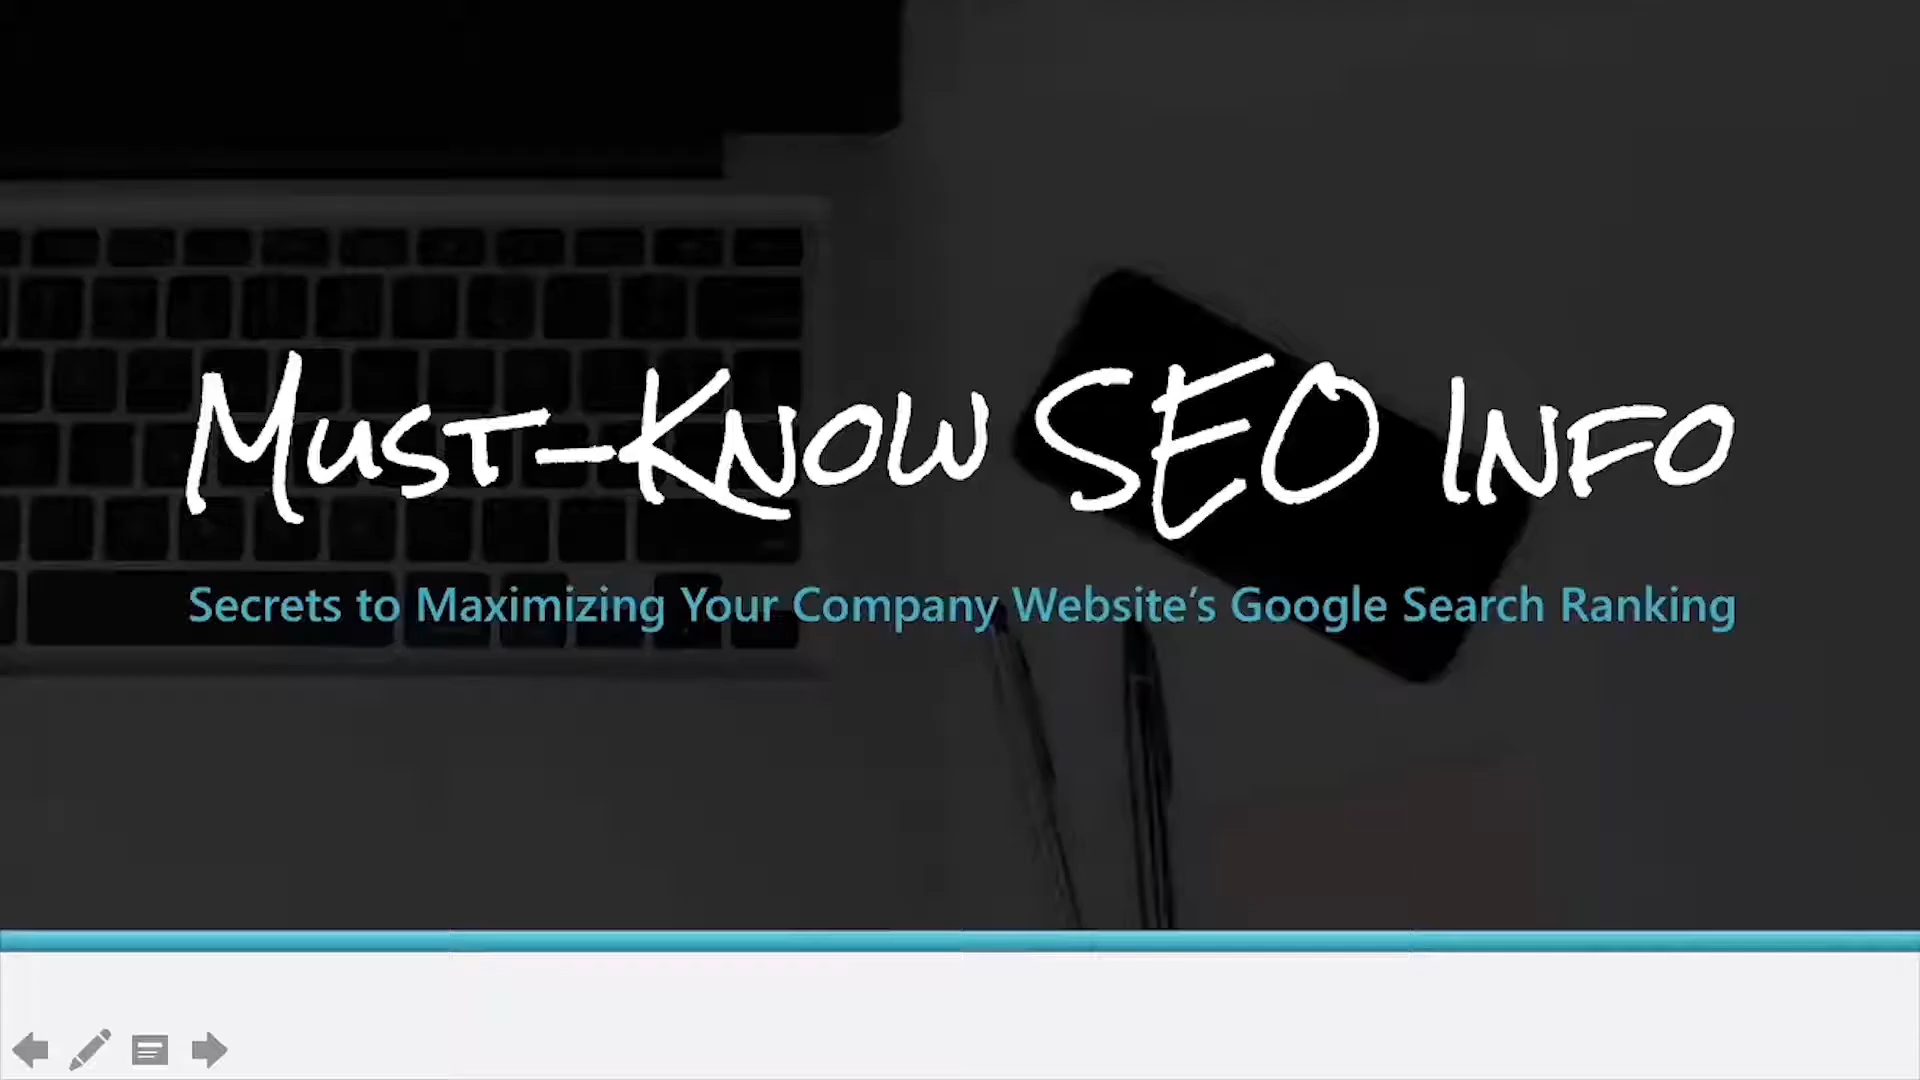 Must-Know SEO Info
Secrets to Maximizing Your Company Website’s Google Search Ranking